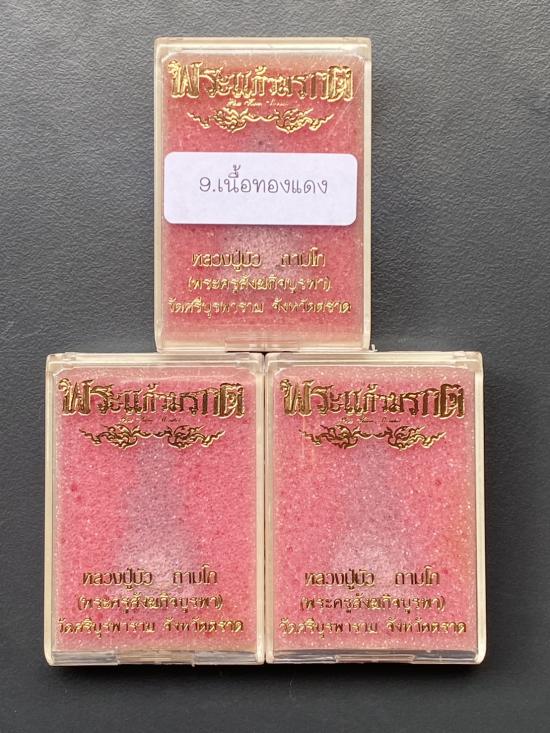 พระแก้วมรกต
9.เนื้อทองแดง
หลวงปู่บัว ถามโก
(พระครูสังฆกิจบูรพา)
วัดศรีบูรพาราม จังหวัดตราด
พระแก้วมรกต
หลวงปู่บัว ถามโก
(พระครูสังฆกิจบูรพา)
วัดศรีบูรพาราม จังหวัดตราด
พระแก้วมรกต
หลวงปู่บัว ถามโก
(พระครูสังฆกิจบูรพา)
วัดศรีบูรพาราม จังหวัดตราด